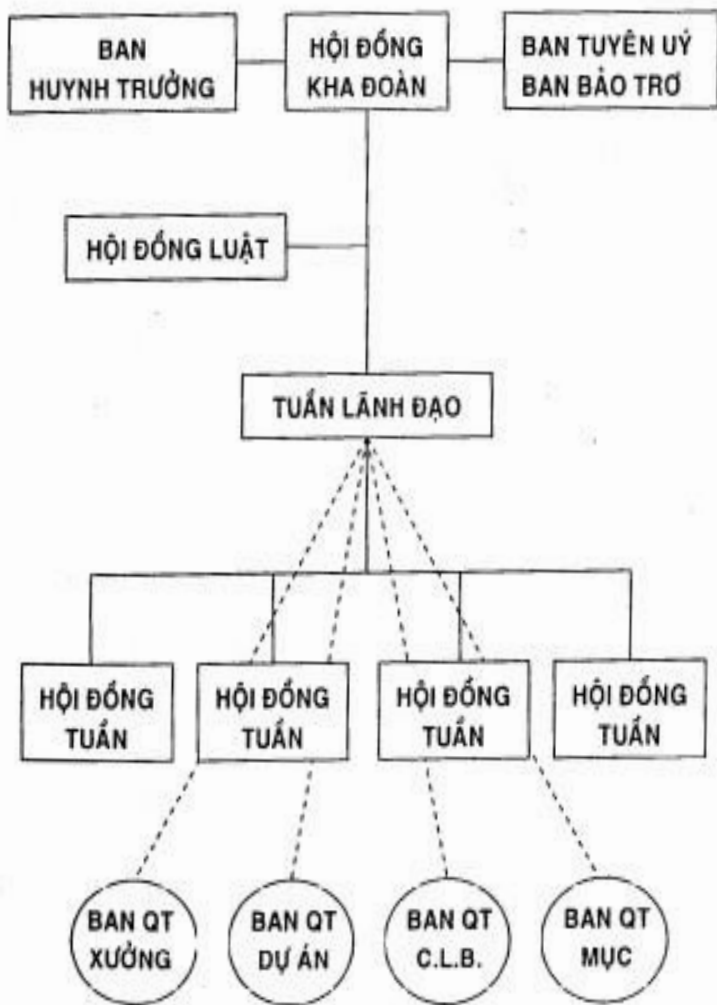 BAN
HUYNH TRƯỞNG
HỘI ĐỒNG
KHA ĐOÀN
BAN TUYÊN UÝ
BAN BẢO TRƠ
HỘI ĐỒNG LUẬT
TUẦN LÃNH ĐẠO
HỘI ĐỒNG
TUẦN
HỘI ĐỒNG
TUẦN
HỘI ĐỒNG
TUẦN
HỘI ĐỒNG
TUẦN
BAN QT
XƯỞNG
BAN QT
DỰ ÁN
BAN QT
C.L.B.
BAN QT
MỤC